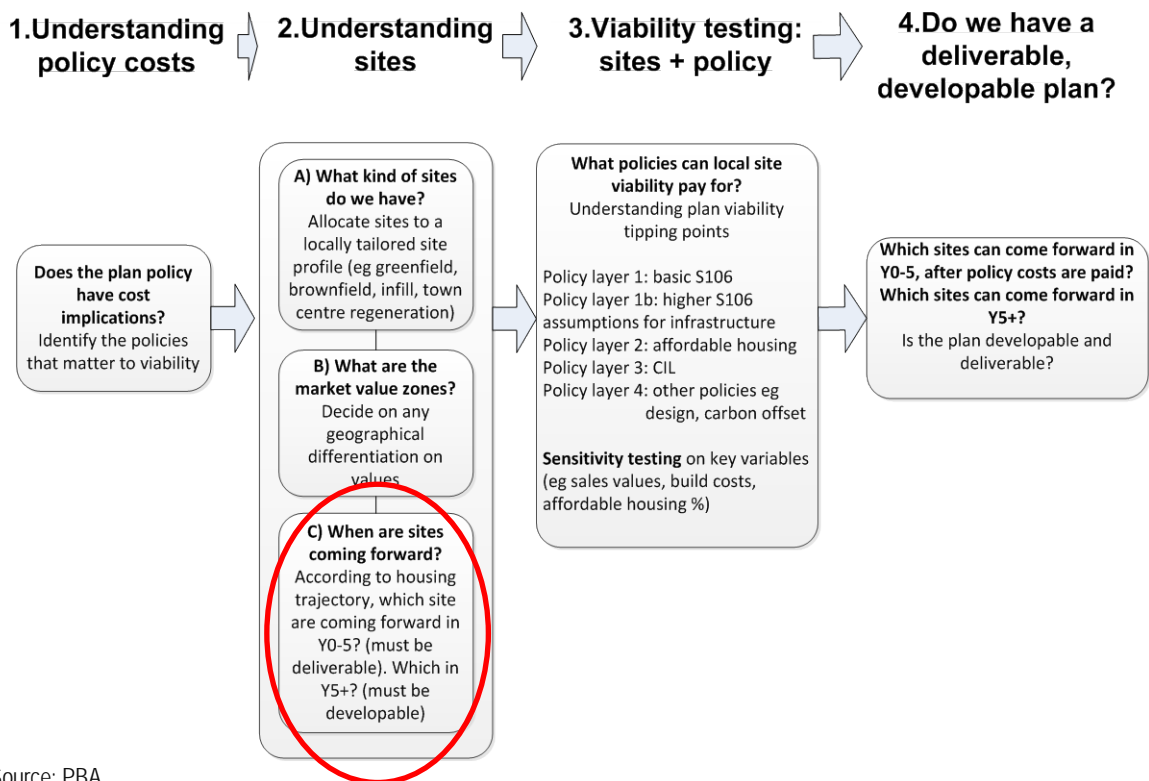 1.Understanding
policy costs
2.Understanding
sites
3.Viability testing:
sites + policy
4.Do we have a
deliverable,
developable plan?
Does the plan policy
have cost
implications?
Identify the policies
that matter to viability
A) What kind of sites
do we have?
Allocate sites to a
locally tailored site
profile (eg greenfield,
brownfield, infill, town
centre regeneration)
B) What are the
market value zones?
Decide on any
geographical
differentiation on
values
C) When are sites
coming forward?
According to housing
trajectory, which site
are coming forward in
Y0-5? (must be
deliverable). Which in
Y5+? (must be
developable)
What policies can local site
viability pay for?
Understanding plan viability
tipping points
Policy layer 1: basic S106
Policy layer 1b: higher S106
assumptions for infrastructure
Policy layer 2: affordable housing
Policy layer 3: CIL
Policy layer 4: other policies eg
design, carbon offset
Sensitivity testing on key variables
(eg sales values, build costs,
affordable housing %)
Which sites can come forward in
Y0-5, after policy costs are paid?
Which sites can come forward in
Y5+?
Is the plan developable and
deliverable?
Source: PBA